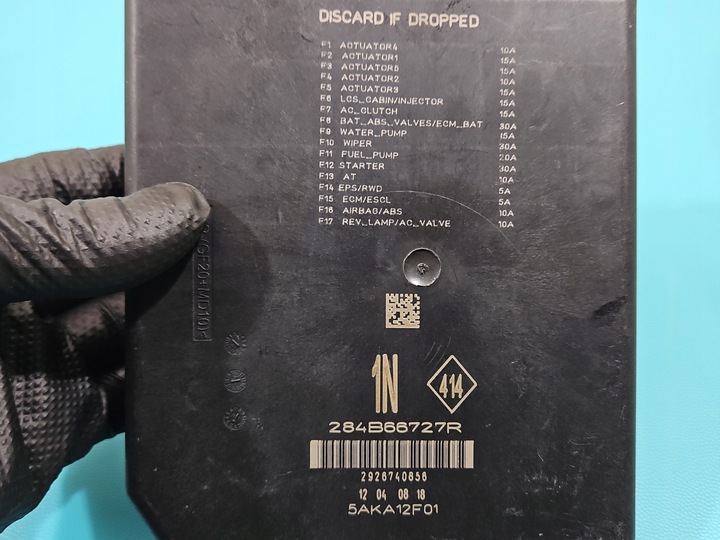 DISCARD IF DROPPED
F1 ACTUATOR4 10A
F2 ACTUATOR1 15A
F3 ACTUATOR5 15A
F4 ACTUATOR2 10A
F5 ACTUATOR3 15A
F6 LCS_CABIN/INJECTOR 15A
F7 AC_CLUTCH 15A
F8 BAT_ABS_VALVES/ECM_BAT 30A
F9 WATER_PUMP 15A
F10 WIPER 30A
F11 FUEL_PUMP 20A
F12 STARTER 30A
F13 AT 10A
F14 EPS/RWD 5A
F15 ECM/ESCL 5A
F16 AIRBAG/ABS 10A
F17 REV_LAMP/AC_VALVE 10A
1N
414
284B66727R
2926740656
12 04 08 18
5AKA12F01